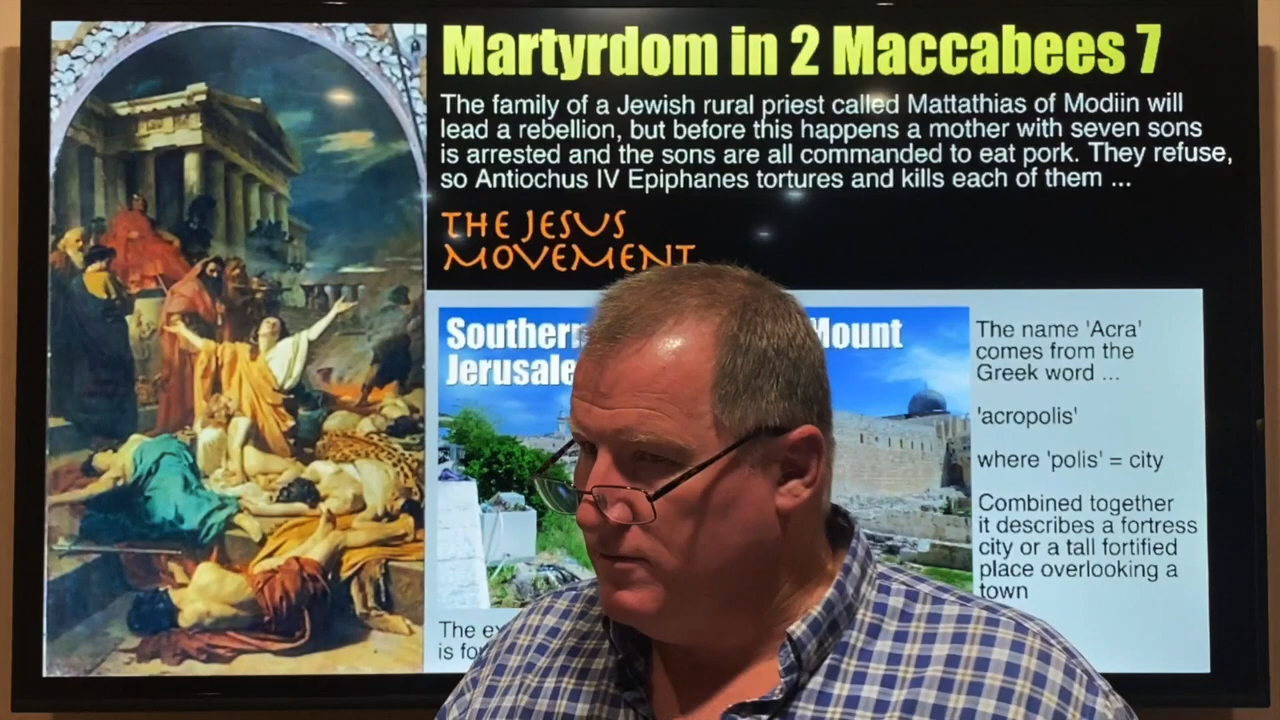 Martyrdom in 2 Maccabees 7
The family of a Jewish rural priest called Mattathias of Modiin will
lead a rebellion, but before this happens a mother with seven sons
is arrested and the sons are all commanded to eat pork. They refuse,
so Antiochus IV Epiphanes tortures and kills each of them ...
THE JESUS
MOVEMENT
Southern Mount
The name 'Acra'
comes from the
Greek word ...
'acropolis'
where 'polis' = city
Combined together
it describes a fortress
city or a tall fortified
place overlooking a
town
The
is